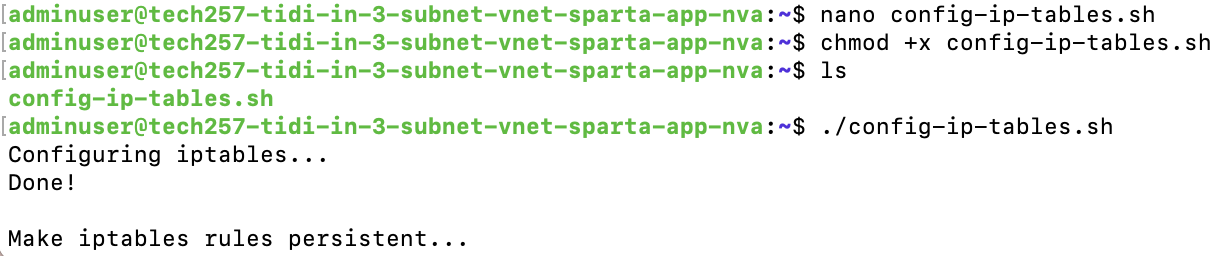 [adminuser@tech257-tidi-in-3-subnet-vnet-sparta-app-nva:~$ nano config-ip-tables.sh
[adminuser@tech257-tidi-in-3-subnet-vnet-sparta-app-nva:~$ chmod +x config-ip-tables.sh
[adminuser@tech257-tidi-in-3-subnet-vnet-sparta-app-nva:~$ ls
config-ip-tables.sh
[adminuser@tech257-tidi-in-3-subnet-vnet-sparta-app-nva:~$ ./config-ip-tables.sh
Configuring iptables...
Done!
Make iptables rules persistent...